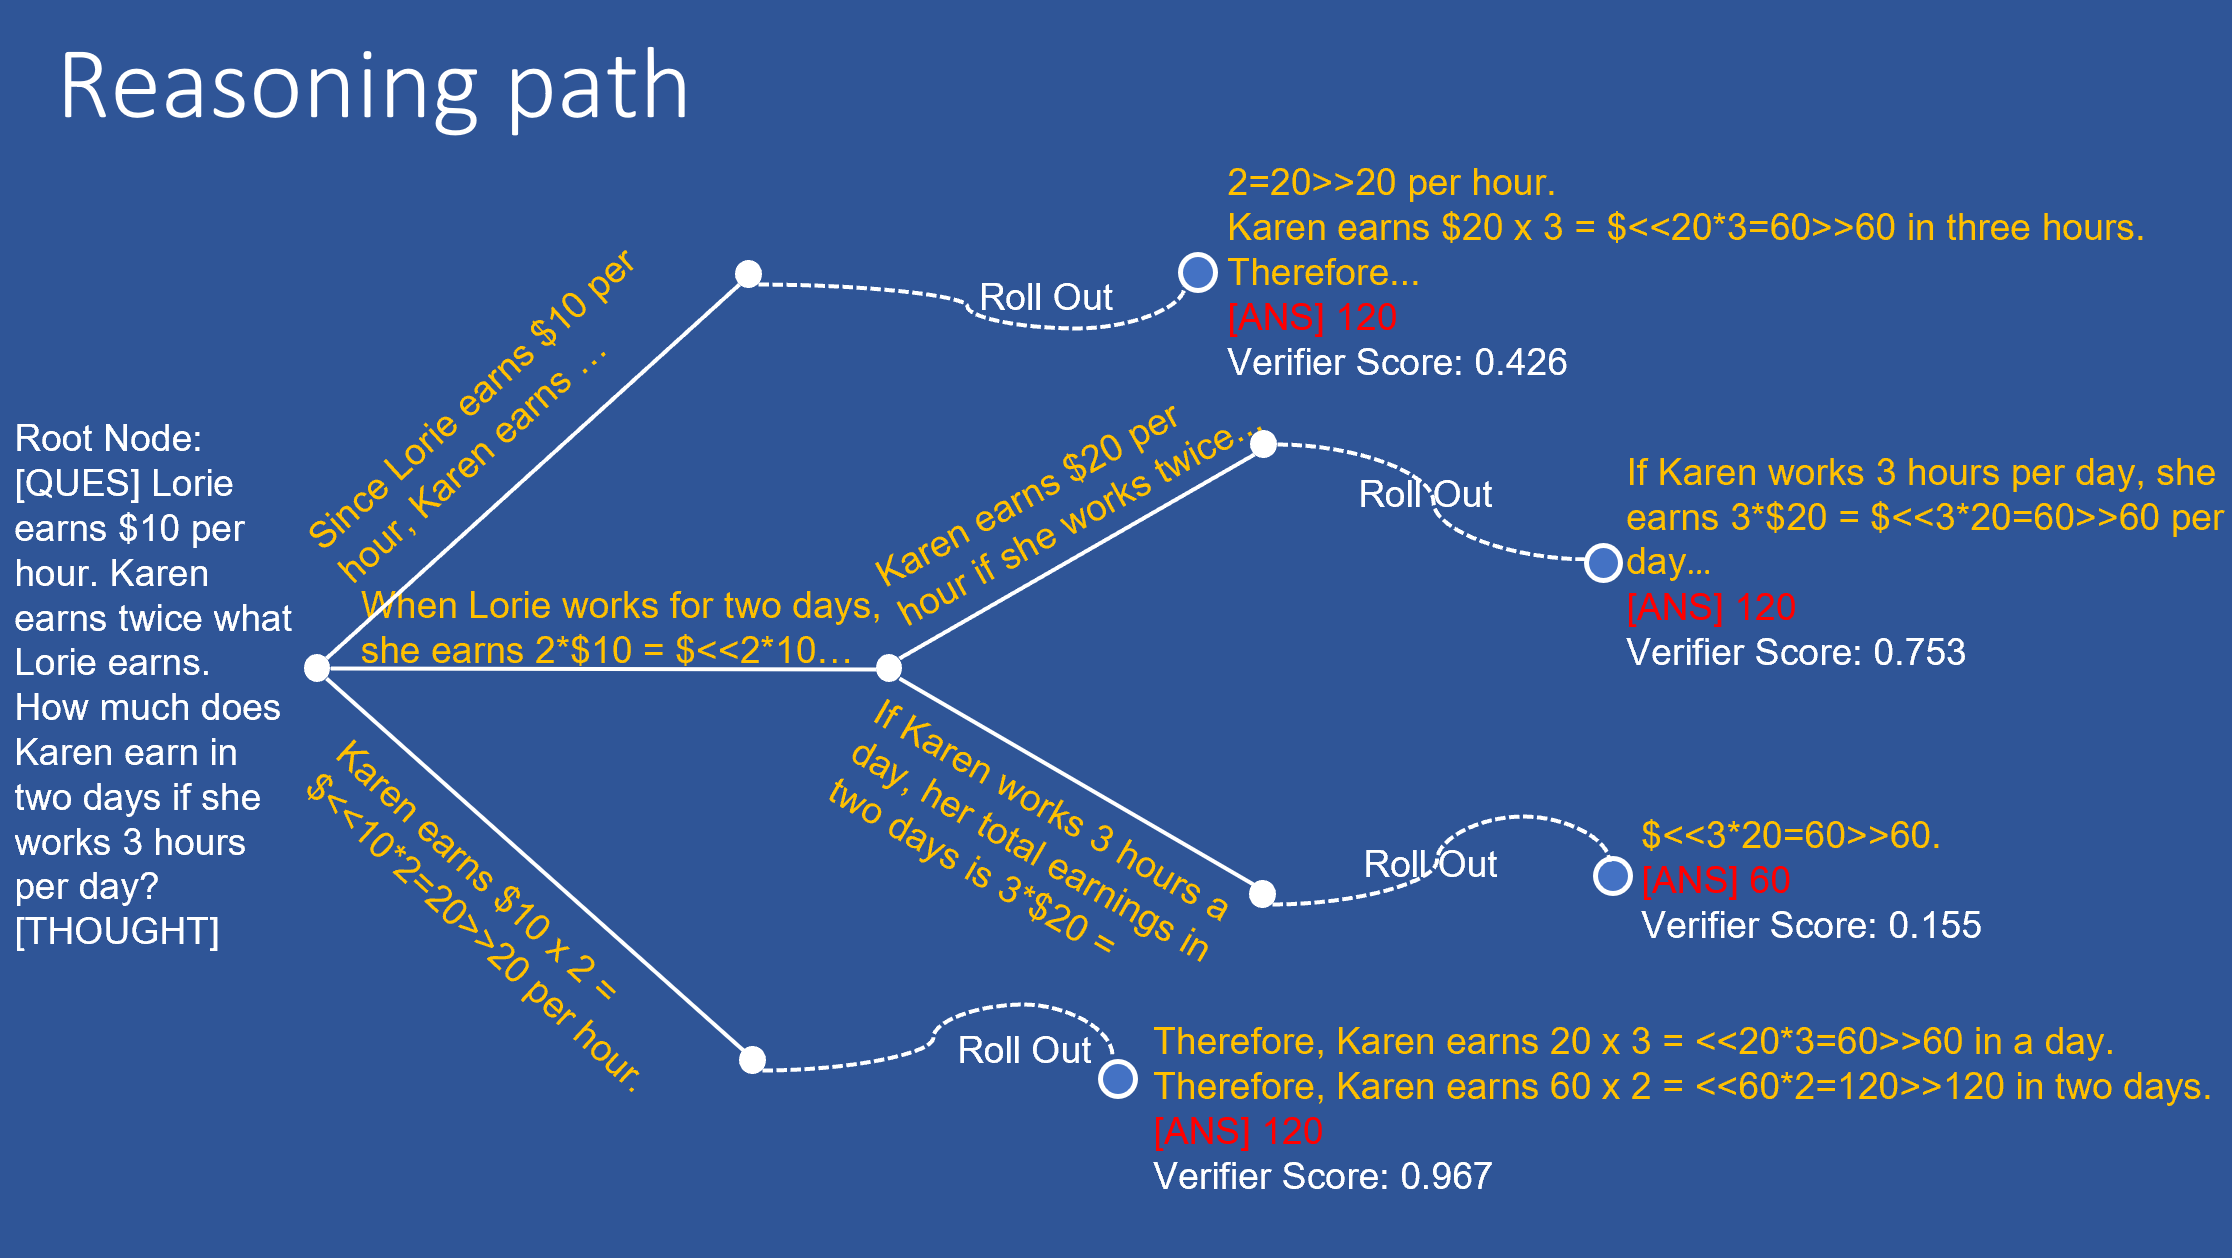 Reasoning path
Root Node:
[QUES] Lorie
earns $10 per
hour. Karen
earns twice what
Lorie earns.
How much does
Karen earn in
two days if she
works 3 hours
per day?
[THOUGHT]
Since Lorie earns $10 per
hour, Karen earns …
Roll Out
2=20>>20 per hour.
Karen earns $20 x 3 = $<<20*3=60>>60 in three hours.
Therefore...
[ANS] 120
Verifier Score: 0.426
When Lorie works for two days,
she earns 2*$10 = $<<2*10…
Karen earns $20 per
hour if she works twice…
Roll Out
If Karen works 3 hours per day, she
earns 3*$20 = $<<3*20=60>>60 per
day…
[ANS] 120
Verifier Score: 0.753
If Karen works 3 hours a
day, her total earnings in
two days is 3*$20 =
Roll Out
$<<3*20=60>>60.
[ANS] 60
Verifier Score: 0.155
Karen earns $10 x 2 =
$<<10*2=20>>20 per hour.
Roll Out
Therefore, Karen earns 20 x 3 = <<20*3=60>>60 in a day.
Therefore, Karen earns 60 x 2 = <<60*2=120>>120 in two days.
[ANS] 120
Verifier Score: 0.967